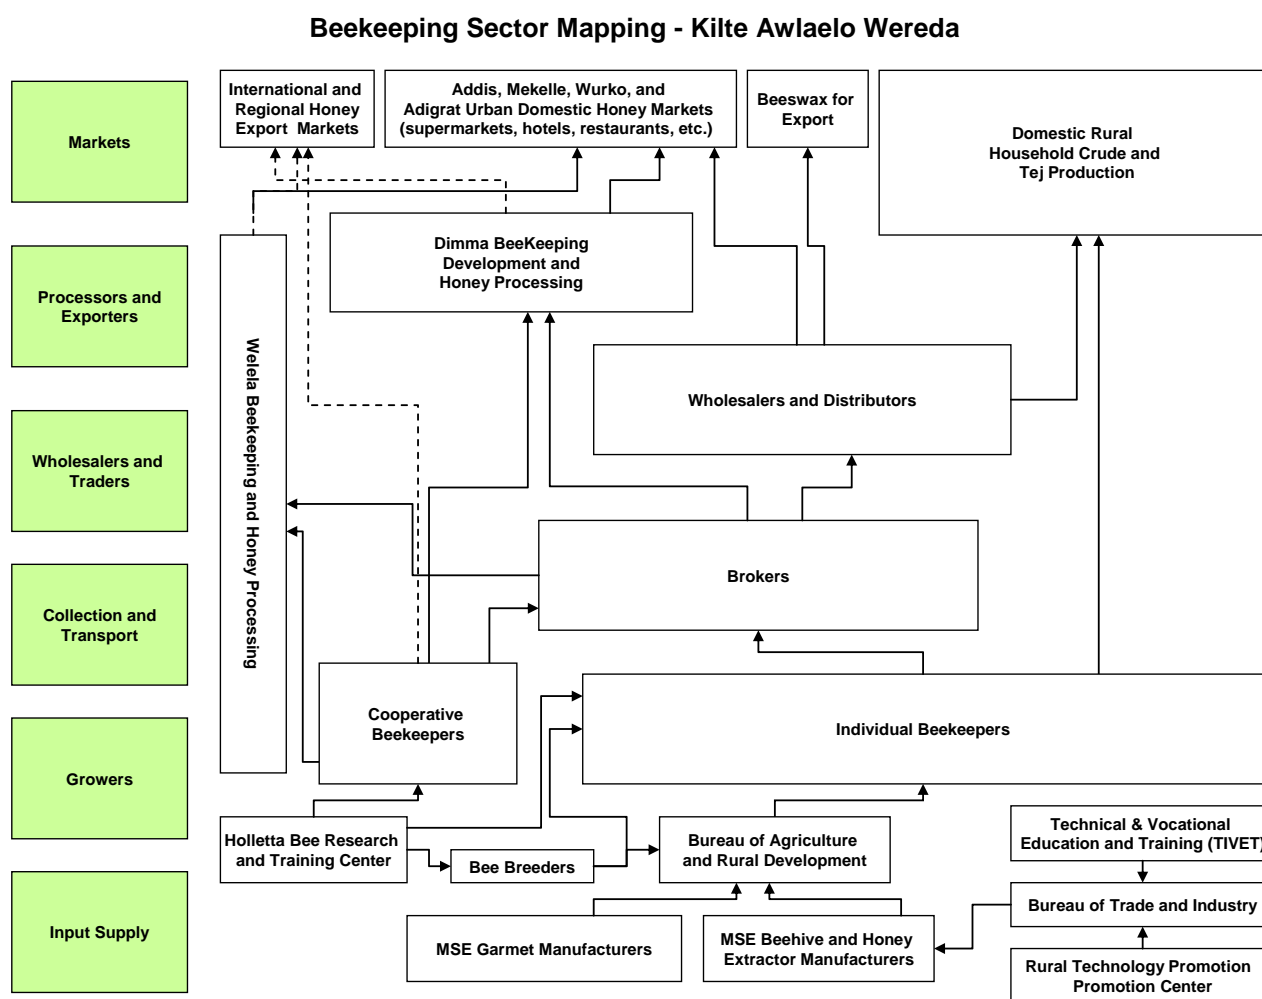 Beekeeping Sector Mapping - Kilte Awlaelo Wereda
Markets
International and
Regional Honey
Export Markets
Addis, Mekelle, Wurko, and
Adigrat Urban Domestic Honey Markets
(supermarkets, hotels, restaurants, etc.)
Beeswax for
Export
Domestic Rural
Household Crude and
Tej Production
Processors and
Exporters
Dimma BeeKeeping
Development and
Honey Processing
Welela Beekeeping and Honey Processing
Wholesalers and Distributors
Wholesalers and
Traders
Brokers
Collection and
Transport
Cooperative
Beekeepers
Individual Beekeepers
Growers
Holletta Bee Research
and Training Center
Bee Breeders
Bureau of Agriculture
and Rural Development
Technical & Vocational
Education and Training (TIVET)
Input Supply
MSE Garmet Manufacturers
MSE Beehive and Honey
Extractor Manufacturers
Bureau of Trade and Industry
Rural Technology Promotion
Promotion Center